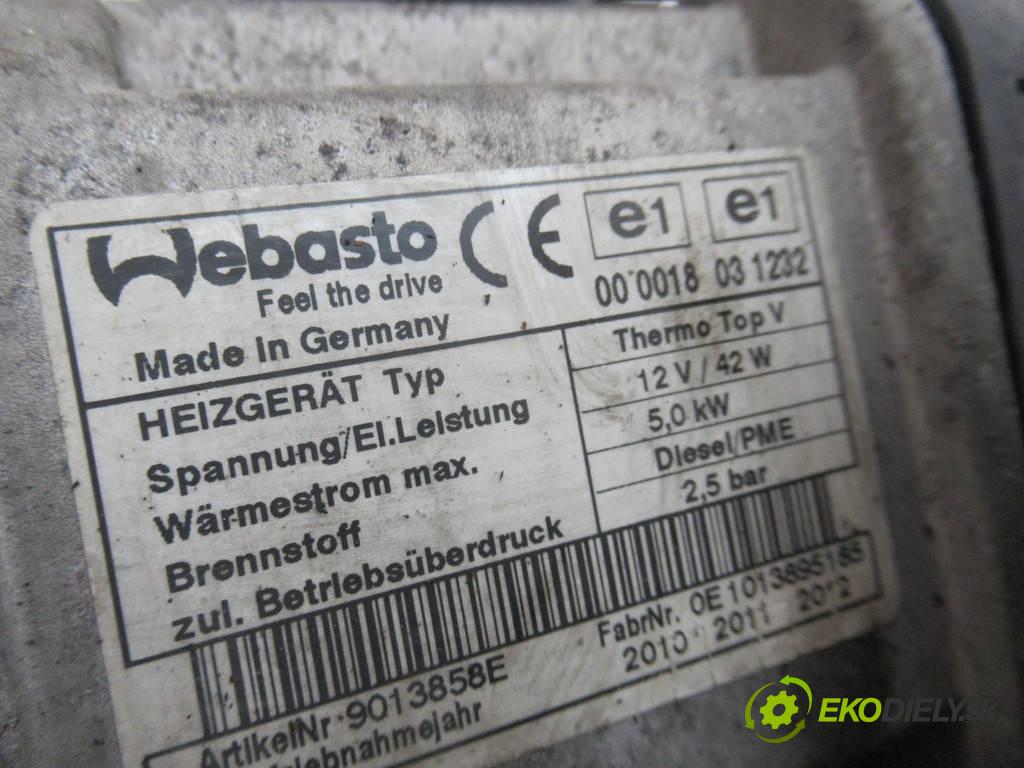 Webasto CE e1 e1
Feel the drive 00 0018 03 1232
Made In Germany
HEIZGERÄT Typ Thermo Top V
Spannung/El.Leistung 12 V / 42 W
Wärmestrom max. 5,0 kW
Brennstoff Diesel/PME
zul. Betriebsüberdruck 2,5 bar
ArtikelNr 9013858E FabrNr.
2010 2011 2012
EKODIELY.SK